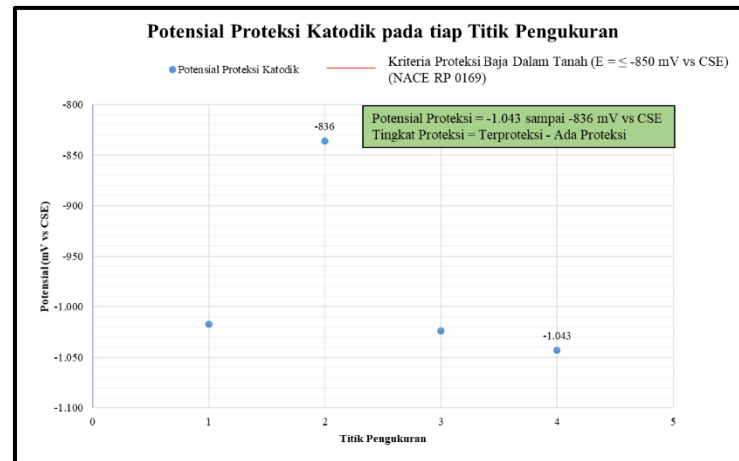 Potensial Proteksi Katodik pada tiap Titik Pengukuran
Potensial Proteksi Katodik
Kriteria Proteksi Baja Dalam Tanah (E = ≤ -850 mV vs CSE)
(NACE RP 0169)
Potensial Proteksi = -1.043 sampai -836 mV vs CSE
Tingkat Proteksi = Terproteksi - Ada Proteksi
Potensial (mV vs CSE)
-800
-850
-900
-950
-1.000
-1.050
-1.100
-836
-1.043
0
1
2
3
4
5
Titik Pengukuran